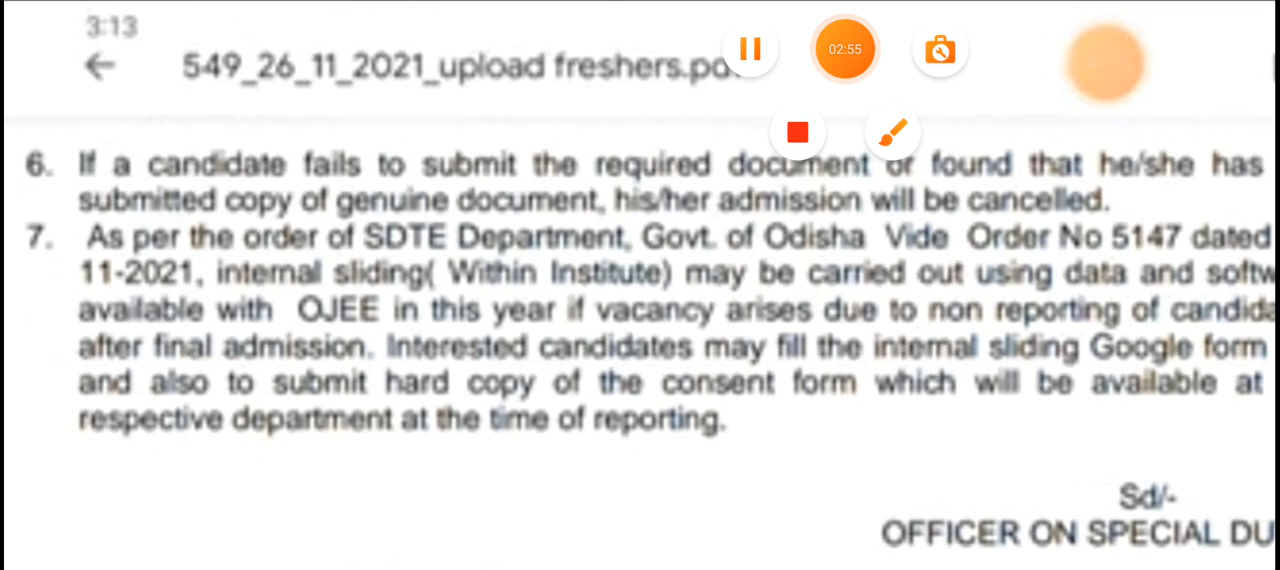 3:13
02:55
549_26_11_2021_upload freshers.pd
6. If a candidate fails to submit the required document or found that he/she has
submitted copy of genuine document, his/her admission will be cancelled.
7. As per the order of SDTE Department, Govt. of Odisha Vide Order No 5147 dated
11-2021, internal sliding( Within Institute) may be carried out using data and softw
available with OJEE in this year if vacancy arises due to non reporting of candida
after final admission. Interested candidates may fill the internal sliding Google form
and also to submit hard copy of the consent form which will be available at
respective department at the time of reporting.
Sd/-
OFFICER ON SPECIAL DU